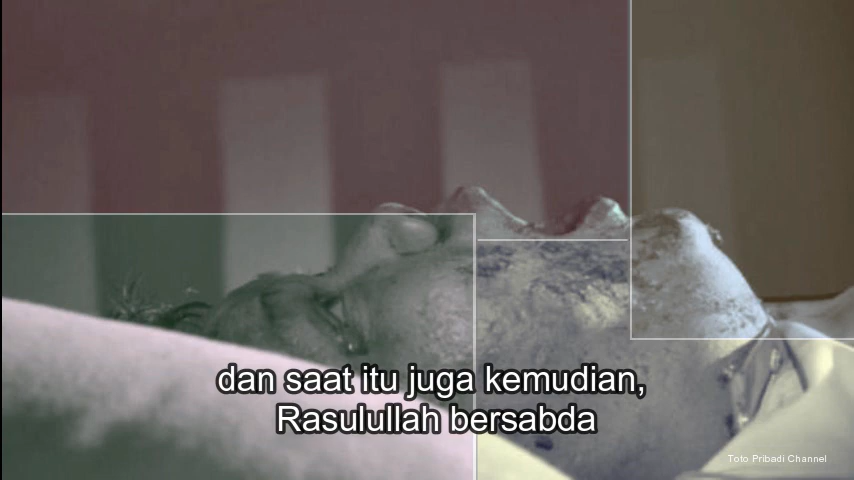 dan saat itu juga kemudian,
Rasulullah bersabda
Toto Pribadi Channel